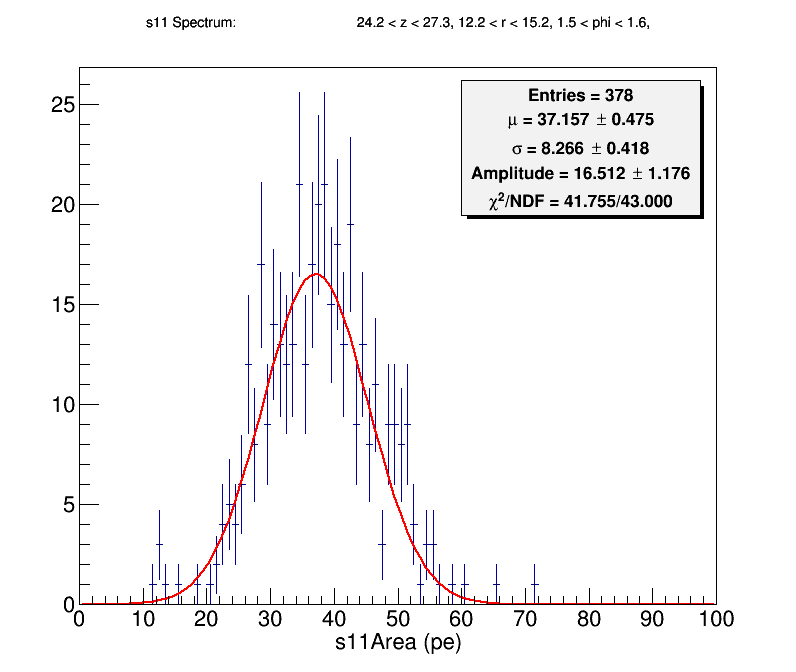 s11 Spectrum: 24.2 < z < 27.3, 12.2 < r < 15.2, 1.5 < phi < 1.6,
Entries = 378
μ = 37.157 ± 0.475
σ = 8.266 ± 0.418
Amplitude = 16.512 ± 1.176
χ²/NDF = 41.755/43.000
25
20
15
10
5
0
0 10 20 30 40 50 60 70 80 90 100
s11Area (pe)